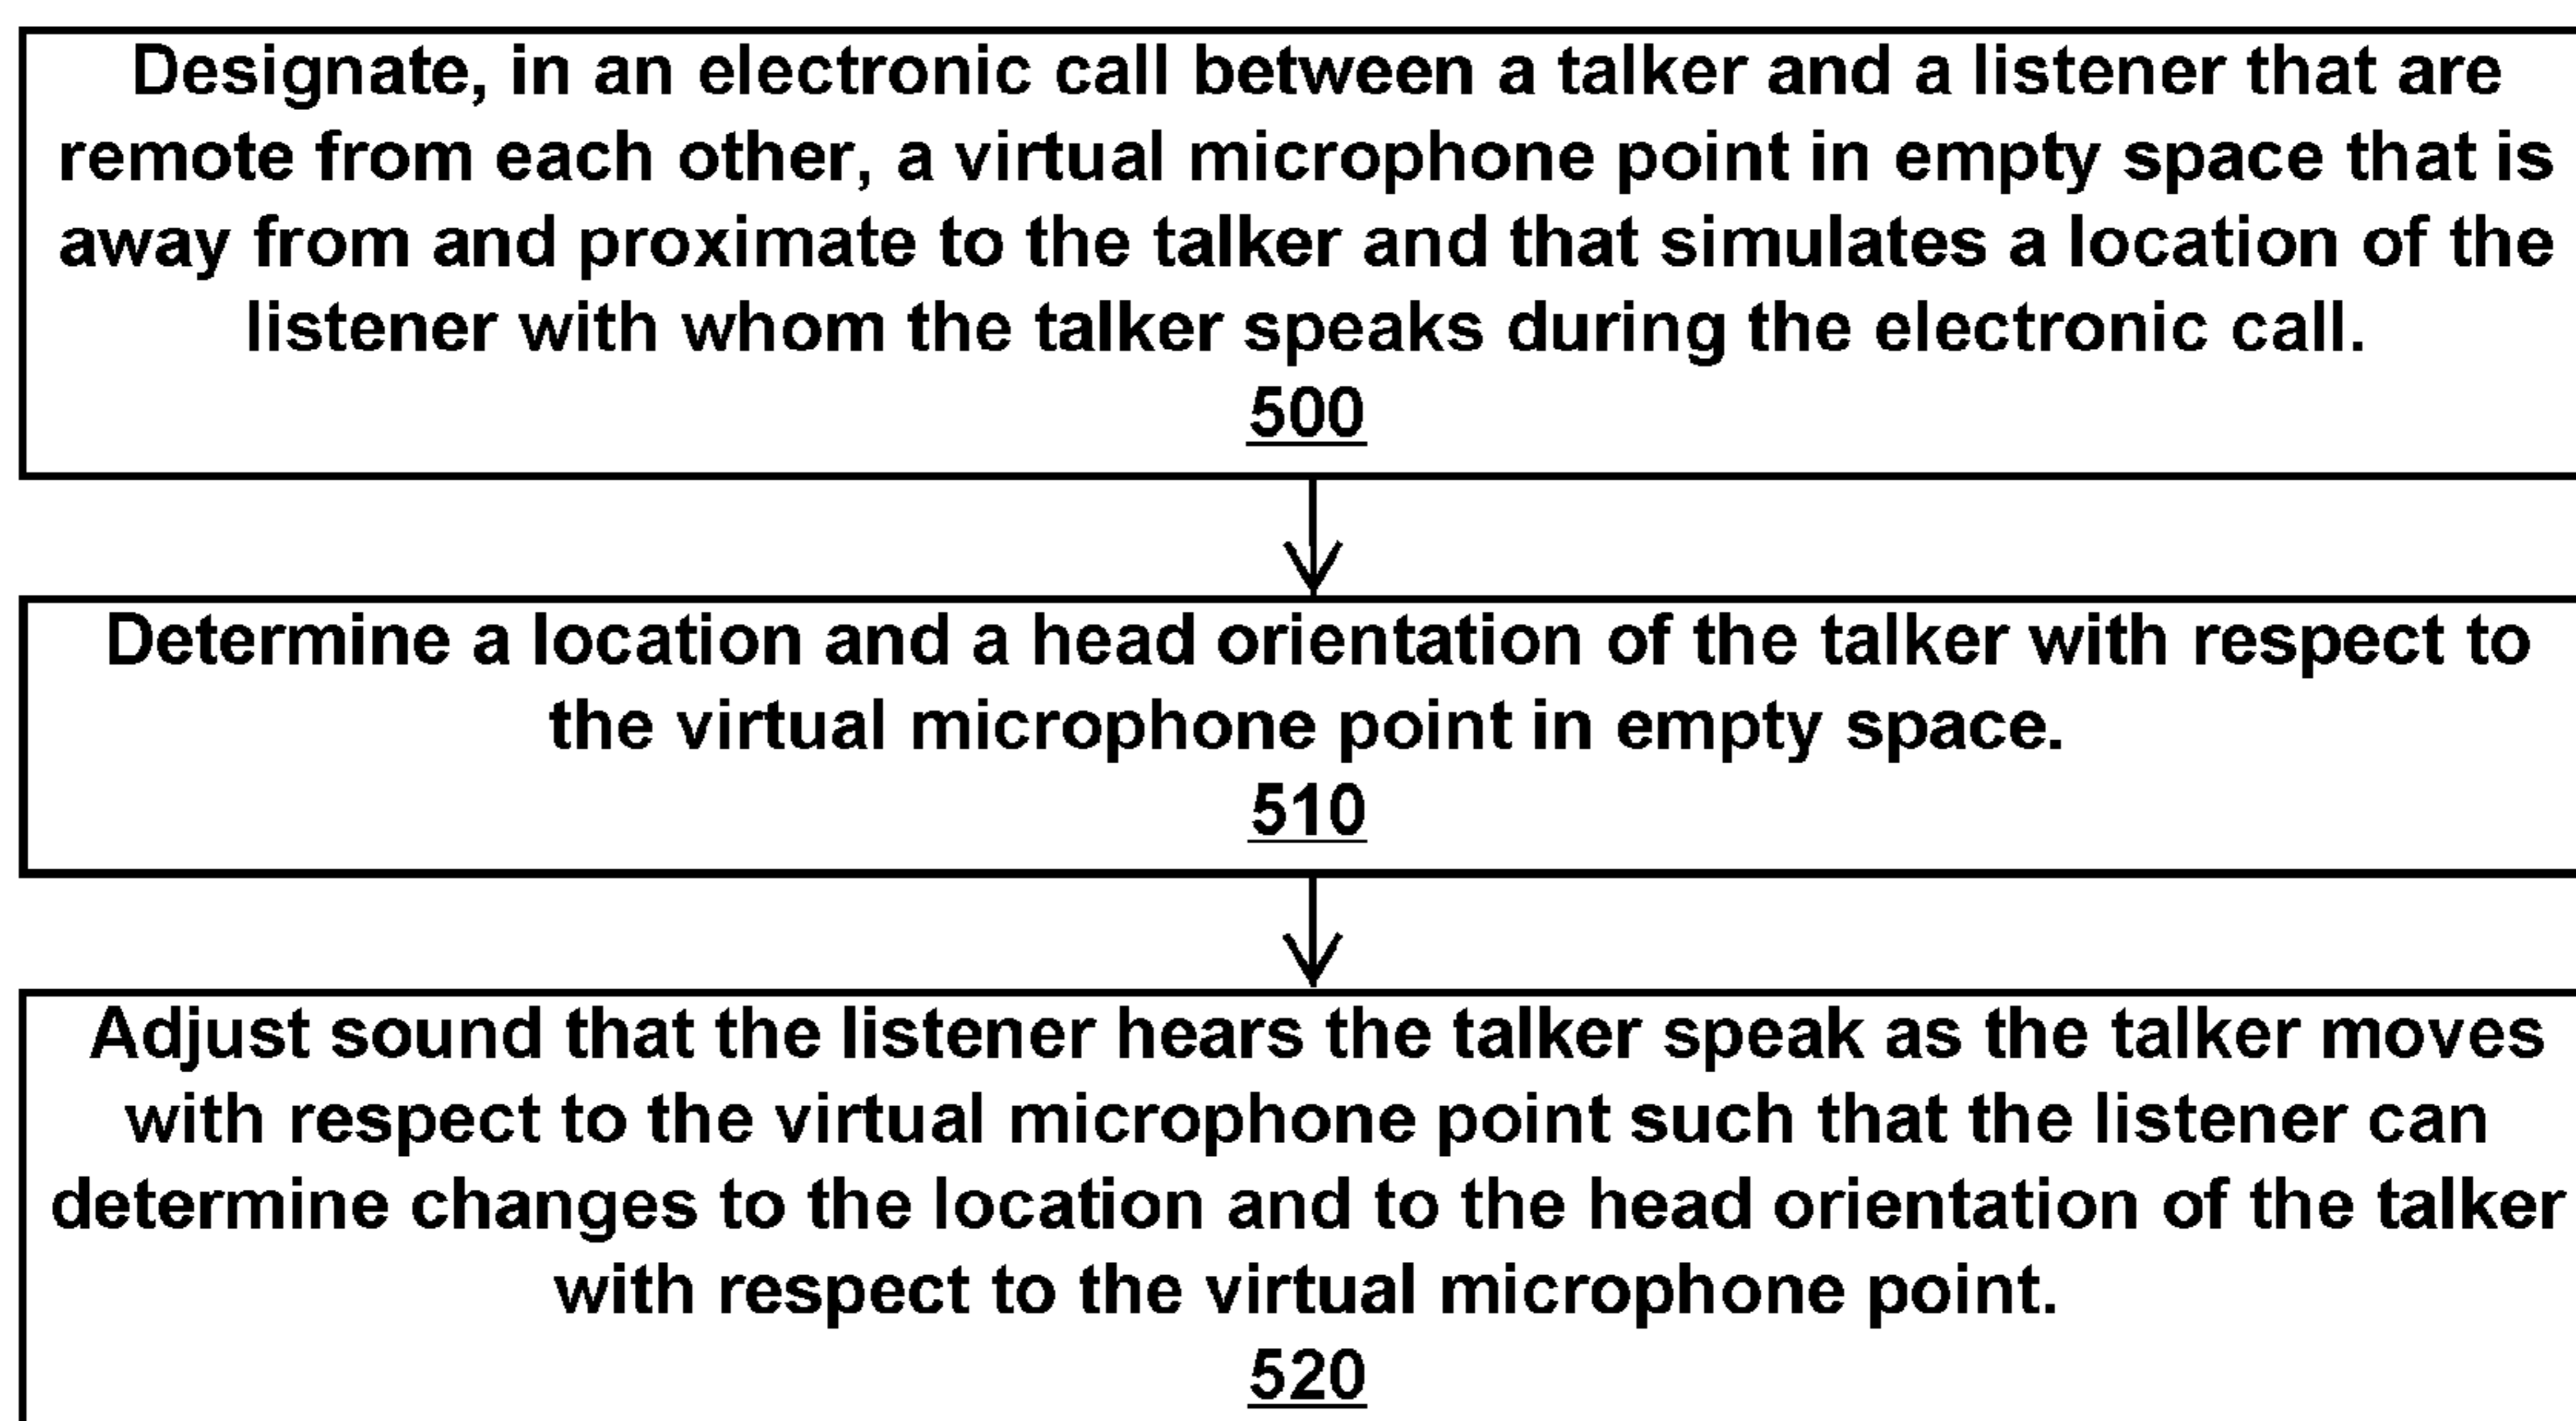 Designate, in an electronic call between a talker and a listener that are
remote from each other, a virtual microphone point in empty space that is
away from and proximate to the talker and that simulates a location of the
listener with whom the talker speaks during the electronic call.
500
Determine a location and a head orientation of the talker with respect to
the virtual microphone point in empty space.
510
Adjust sound that the listener hears the talker speak as the talker moves
with respect to the virtual microphone point such that the listener can
determine changes to the location and to the head orientation of the talker
with respect to the virtual microphone point.
520